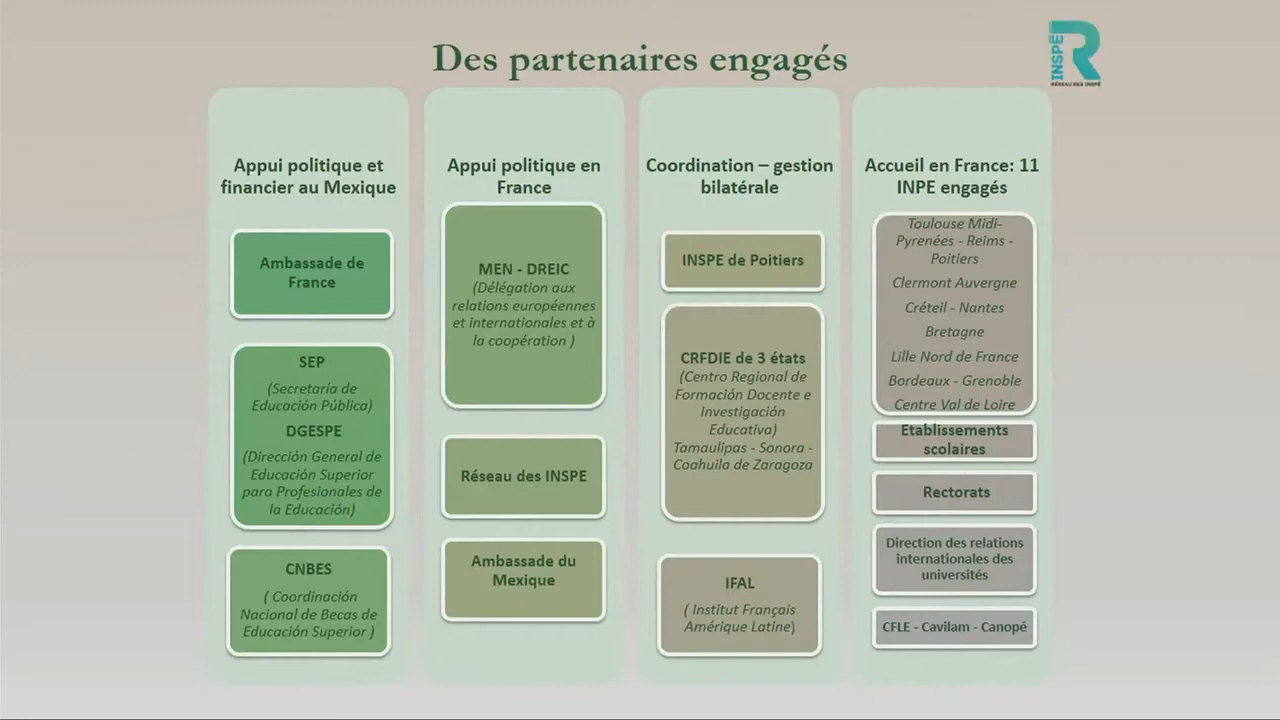 Des partenaires engagés
INSPÉ
R
RÉSEAU DES INSPÉ
Appui politique et
financier au Mexique
Ambassade de
France
SEP
(Secretaría de
Educación Pública)
DGESPE
(Dirección General de
Educación Superior
para Profesionales de
la Educación)
CNBES
( Coordinación
Nacional de Becas de
Educación Superior )
Appui politique en
France
MEN - DREIC
(Délégation aux
relations européennes
et internationales et à
la coopération )
Réseau des INSPE
Ambassade du
Mexique
Coordination – gestion
bilatérale
INSPE de Poitiers
CRFDIE de 3 états
(Centro Regional de
Formación Docente e
Investigación
Educativa)
Tamaulipas - Sonora -
Coahuila de Zaragoza
IFAL
( Institut Français
Amérique Latine)
Accueil en France: 11
INPE engagés
Toulouse Midi-
Pyrenées - Reims -
Poitiers
Clermont Auvergne
Créteil - Nantes
Bretagne
Lille Nord de France
Bordeaux - Grenoble
Centre Val de Loire
Etablissements
scolaires
Rectorats
Direction des relations
internationales des
universités
CFLE - Cavilam - Canopé